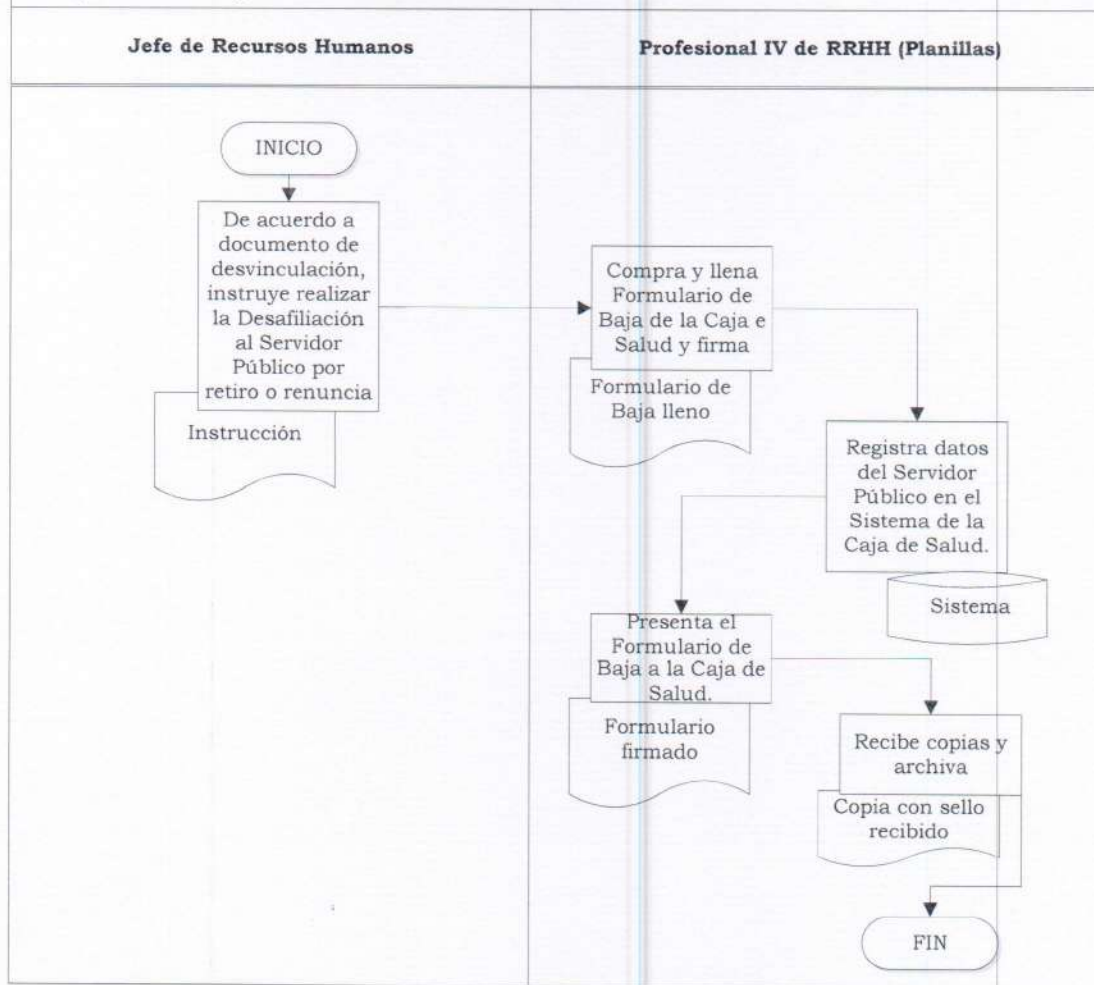 Jefe de Recursos Humanos
Profesional IV de RRHH (Planillas)
INICIO
De acuerdo a
documento de
desvinculación,
instruye realizar
la Desafiliación
al Servidor
Público por
retiro o renuncia
Instrucción
Compra y llena
Formulario de
Baja de la Caja e
Salud y firma
Formulario de
Baja lleno
Registra datos
del Servidor
Público en el
Sistema de la
Caja de Salud.
Sistema
Presenta el
Formulario de
Baja a la Caja de
Salud.
Formulario
firmado
Recibe copias y
archiva
Copia con sello
recibido
FIN